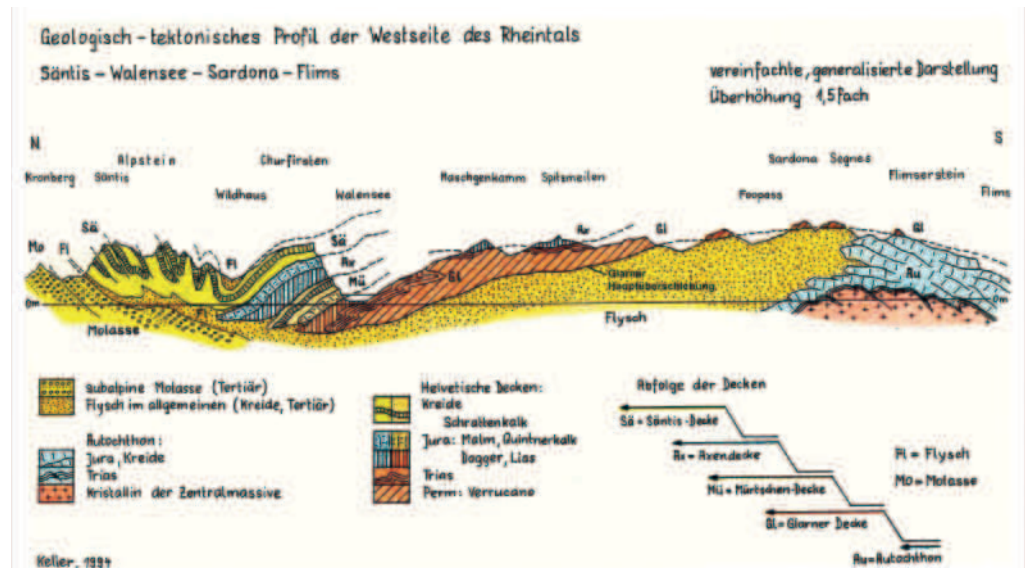 Geologisch-tektonisches Profil der Westseite des Rheintals
Säntis - Walensee - Sardona - Flims
vereinfachte, generalisierte Darstellung
Überhöhung 1,5fach
N
S
Alpstein
Churfirsten
Sardona Segnes
Kronberg Säntis
Wildhaus
Walensee
Maschgenkamm Spitzmeilen
Foopass
Flimserstein
Flims
Mo
Fl
Sä
Fl
Sä
Ax
Mü
Gl
Ax
Gl
Gl
Au
Glarner
Hauptüberschiebung
0m
0m
Molasse
Flysch
subalpine Molasse (Tertiär)
Flysch im allgemeinen (Kreide, Tertiär)
Autochthon:
Jura, Kreide
Trias
Kristallin der Zentralmassive
Helvetische Decken:
Kreide
Schrattenkalk
Jura: Malm, Quintnerkalk
Dogger, Lias
Trias
Perm: Verrucano
Abfolge der Decken
Sä = Säntis-Decke
Ax = Axendecke
Mü = Mürtschen-Decke
Gl = Glarner Decke
Au = Autochthon
Fl = Flysch
Mo = Molasse
Keller, 1994